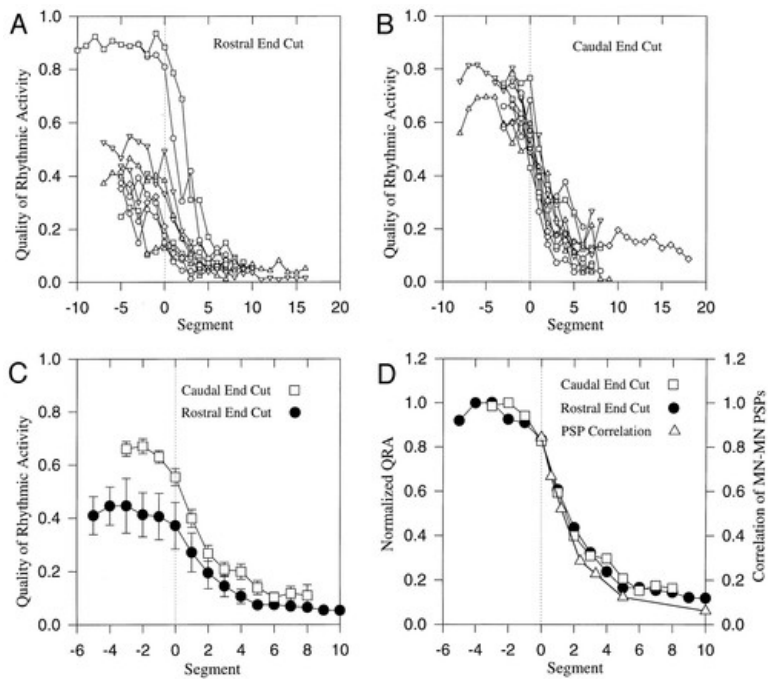 A
Rostral End Cut
Quality of Rhythmic Activity
1.0
0.8
0.6
0.4
0.2
0.0
-10 -5 0 5 10 15 20
Segment
B
Caudal End Cut
Quality of Rhythmic Activity
1.0
0.8
0.6
0.4
0.2
0.0
-10 -5 0 5 10 15 20
Segment
C
Caudal End Cut
Rostral End Cut
Quality of Rhythmic Activity
1.0
0.8
0.6
0.4
0.2
0.0
-6 -4 -2 0 2 4 6 8 10
Segment
D
Caudal End Cut
Rostral End Cut
PSP Correlation
Normalized QRA
1.2
1.0
0.8
0.6
0.4
0.2
0.0
1.2
1.0
0.8
0.6
0.4
0.2
0.0
Correlation of MN-MN PSPs
-6 -4 -2 0 2 4 6 8 10
Segment